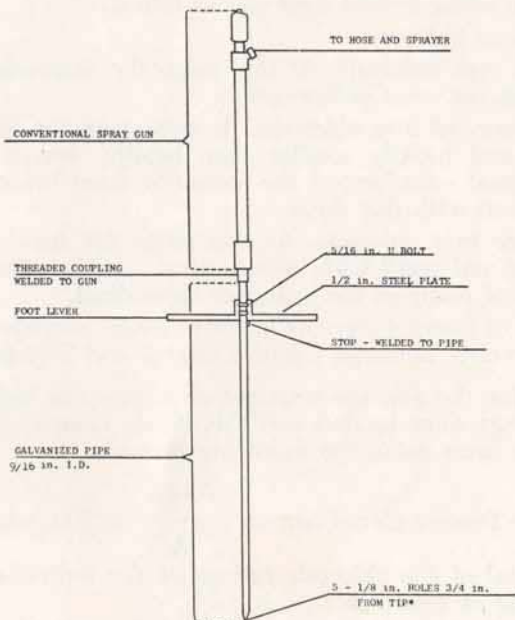 TO HOSE AND SPRAYER
CONVENTIONAL SPRAY GUN
5/16 in. U BOLT
THREADED COUPLING
WELDED TO GUN
1/2 in. STEEL PLATE
FOOT LEVER
STOP - WELDED TO PIPE
GALVANIZED PIPE
9/16 in. I.D.
5 - 1/8 in. HOLES 3/4 in.
FROM TIP*